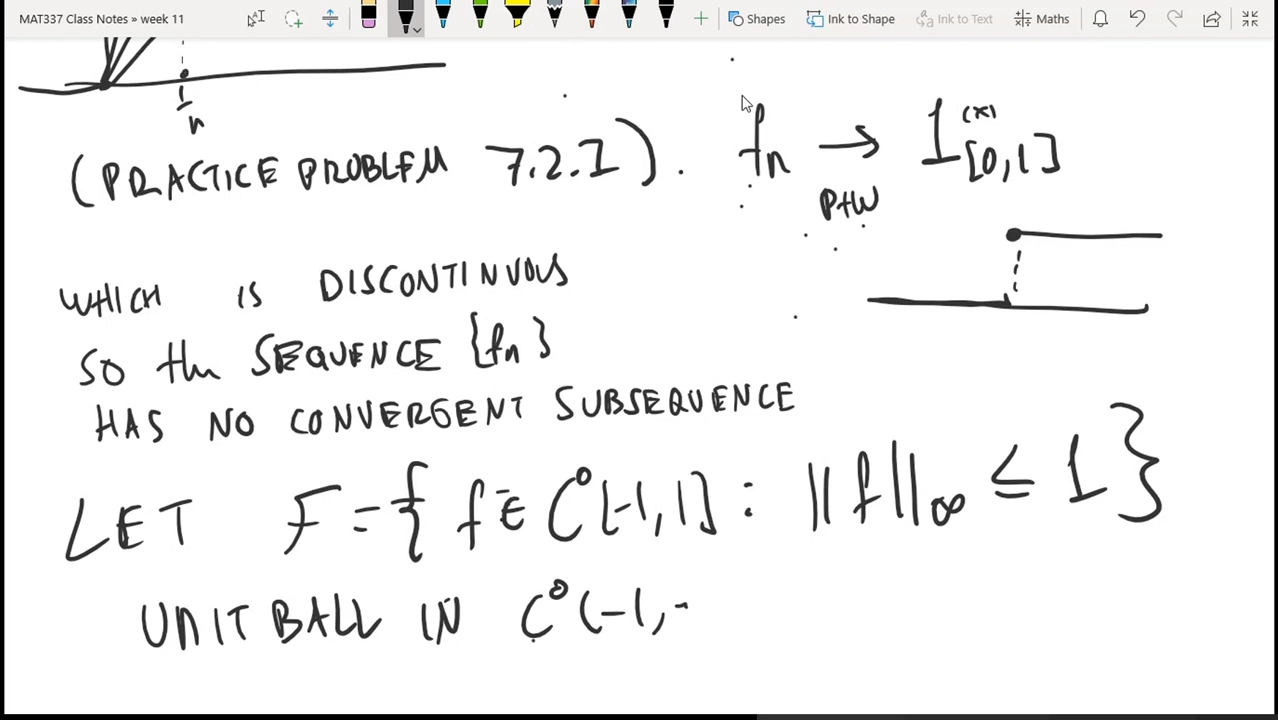 MAT337 Class Notes » week 11
Shapes Ink to Shape Ink to Text Maths
1/n
(PRACTICE PROBLEM 7.2.I). fn → 1[0,1](x)
PtW
WHICH IS DISCONTINUOUS
SO the SEQUENCE {fn}
HAS NO CONVERGENT SUBSEQUENCE
LET F = { f ∈ C⁰[-1,1] : ||f||∞ ≤ 1 }
UNIT BALL IN C⁰(-1,-